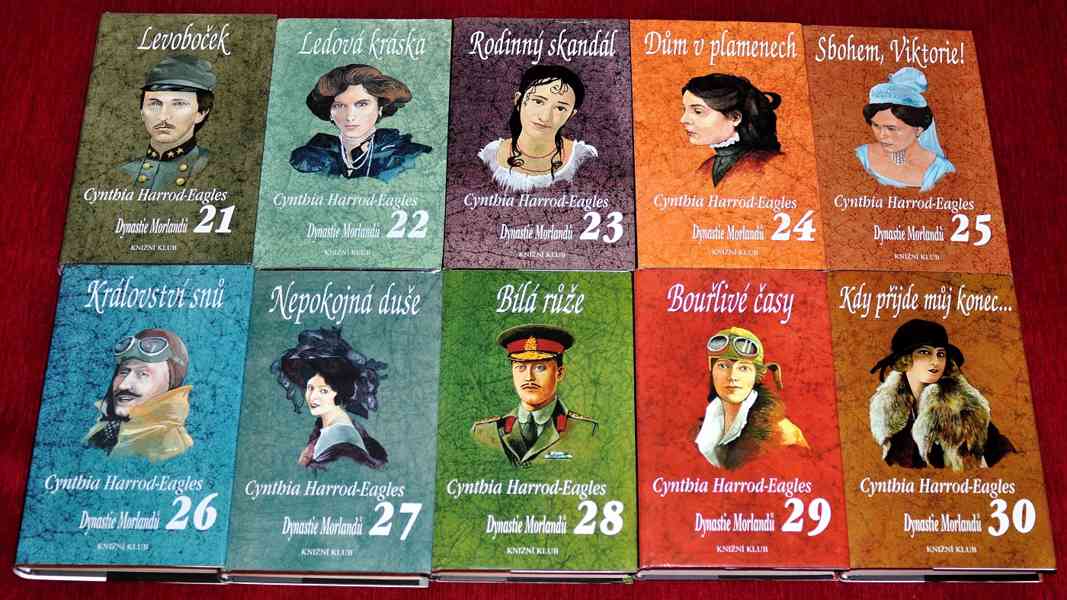 Levoboček
Cynthia Harrod-Eagles
Dynastie Morlandů 21
KNIŽNÍ KLUB
Ledová kráska
Cynthia Harrod-Eagles
Dynastie Morlandů 22
KNIŽNÍ KLUB
Rodinný skandál
Cynthia Harrod-Eagles
Dynastie Morlandů 23
KNIŽNÍ KLUB
Dům v plamenech
Cynthia Harrod-Eagles
Dynastie Morlandů 24
KNIŽNÍ KLUB
Sbohem, Viktorie!
Cynthia Harrod-Eagles
Dynastie Morlandů 25
KNIŽNÍ KLUB
Království snů
Cynthia Harrod-Eagles
Dynastie Morlandů 26
KNIŽNÍ KLUB
Nepokojná duše
Cynthia Harrod-Eagles
Dynastie Morlandů 27
KNIŽNÍ KLUB
Bílá růže
Cynthia Harrod-Eagles
Dynastie Morlandů 28
KNIŽNÍ KLUB
Bouřlivé časy
Cynthia Harrod-Eagles
Dynastie Morlandů 29
KNIŽNÍ KLUB
Kdy přijde můj konec...
Cynthia Harrod-Eagles
Dynastie Morlandů 30
KNIŽNÍ KLUB